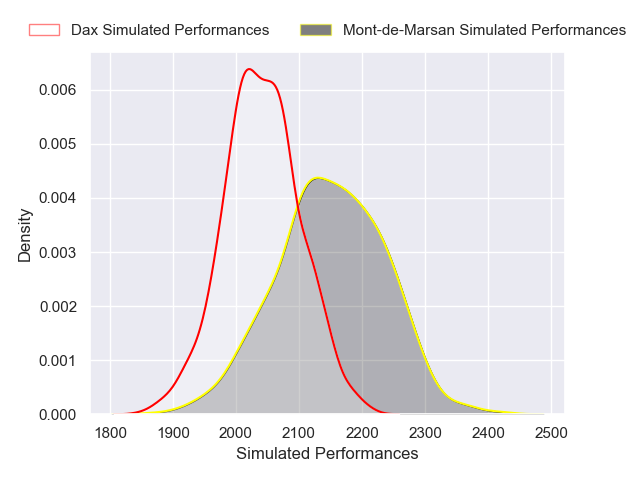 Dax Simulated Performances Mont-de-Marsan Simulated Performances
Density
0.006
0.005
0.004
0.003
0.002
0.001
0.000
1800 1900 2000 2100 2200 2300 2400 2500
Simulated Performances